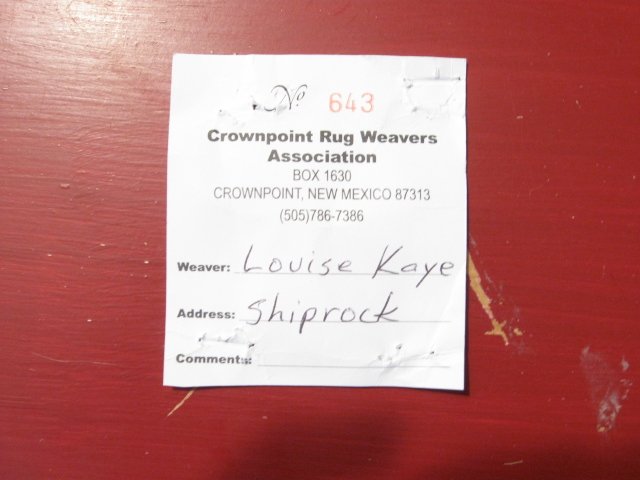 No 643
Crownpoint Rug Weavers
Association
BOX 1630
CROWNPOINT, NEW MEXICO 87313
(505)786-7386
Weaver: Louise Kaye
Address: Shiprock
Comments: